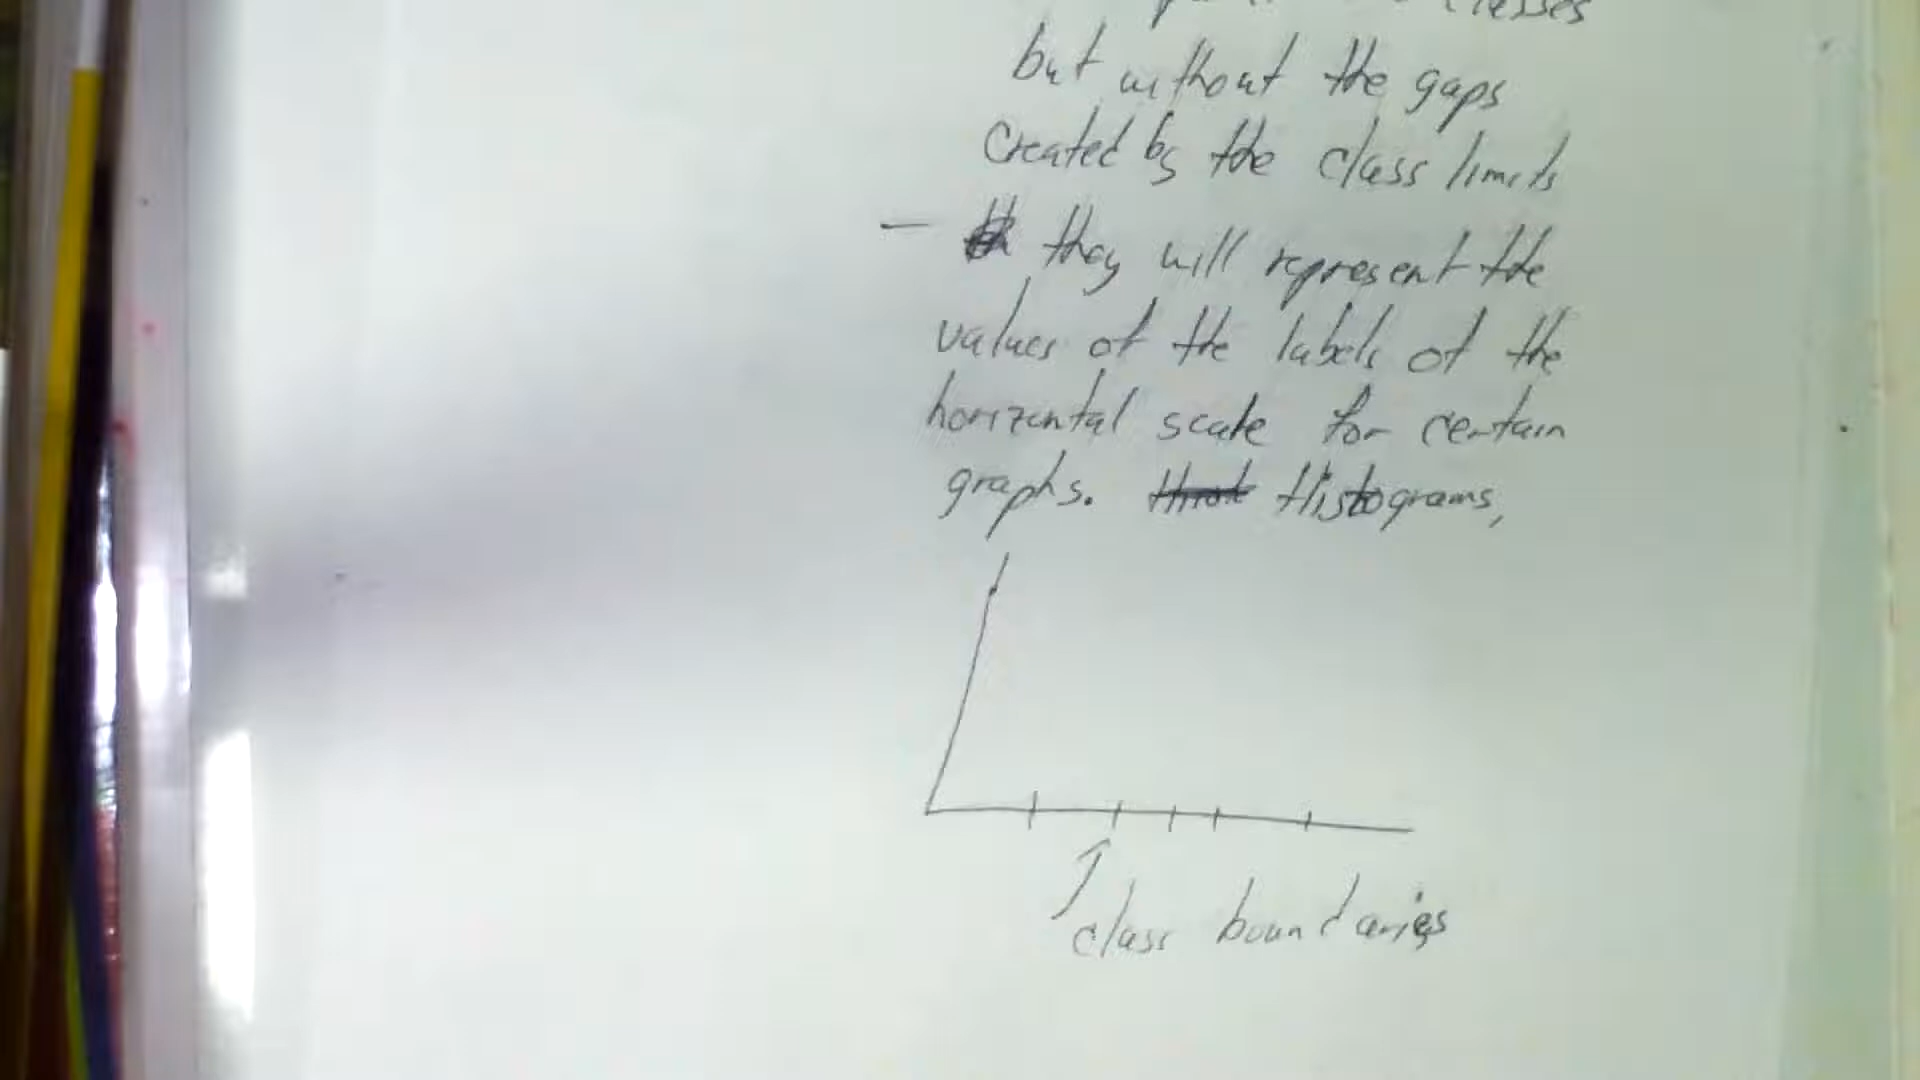 classes
but without the gaps
Created by the class limits
- they will represent the
values of the labels of the
horizontal scale for certain
graphs. Histograms,
class boundaries